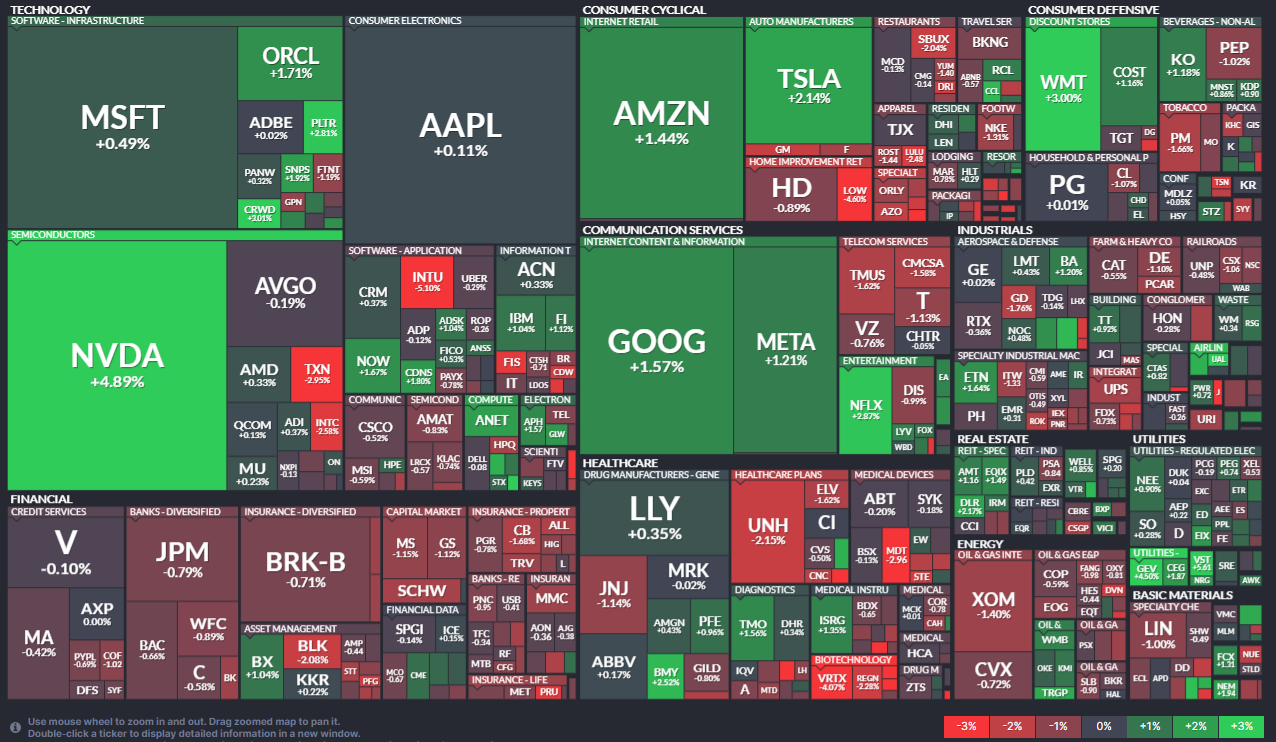 TECHNOLOGY
SOFTWARE - INFRASTRUCTURE
MSFT
+0.49%
ORCL
+1.71%
ADBE
+0.02%
PLTR
+2.81%
PANW
+0.32%
SNPS
+1.92%
FTNT
-1.19%
CRWD
+3.01%
GPN
CONSUMER ELECTRONICS
AAPL
+0.11%
SEMICONDUCTORS
NVDA
+4.89%
AVGO
-0.19%
AMD
+0.33%
TXN
-2.95%
QCOM
+0.13%
ADI
+0.37%
INTC
-2.58%
MU
+0.23%
NXPI
-0.13
ON
SOFTWARE - APPLICATION
CRM
+0.37%
INTU
-5.10%
UBER
-0.29%
ADP
-0.12%
ADSK
+1.04%
ROP
-0.26
NOW
+1.67%
FICO
+0.53%
ANSS
CDNS
+1.80%
PAYX
-0.78%
INFORMATION T
ACN
+0.33%
IBM
+1.04%
FI
+1.12%
FIS
CTSH
-0.71
BR
CDW
IT
LDOS
COMMUNIC
CSCO
-0.52%
MSI
-0.59%
HPE
SEMICOND
AMAT
-0.83%
LRCX
-0.57
KLAC
-0.74%
COMPUTE
ANET
HPQ
DELL
-0.08
STX
ELECTRON
APH
+1.57
TEL
GLW
SCIENTI
FTV
KEYS
CONSUMER CYCLICAL
INTERNET RETAIL
AMZN
+1.44%
AUTO MANUFACTURERS
TSLA
+2.14%
GM
F
HOME IMPROVEMENT RET
HD
-0.89%
LOW
-4.60%
RESTAURANTS
MCD
-0.13%
SBUX
-2.04%
CMG
-0.14
YUM
-1.40
DRI
TRAVEL SER
BKNG
ABNB
-0.57
RCL
CCL
APPAREL
TJX
ROST
-1.44
LULU
-2.48
RESIDEN
DHI
LEN
FOOTW
NKE
-1.31%
SPECIALT
ORLY
AZO
LODGING
MAR
-0.78%
HLT
+0.29
RESOR
PACKAGI
IP
CONSUMER DEFENSIVE
DISCOUNT STORES
WMT
+3.00%
COST
+1.16%
TGT
DG
BEVERAGES - NON-AL
KO
+1.18%
PEP
-1.02%
MNST
+0.86%
KDP
+0.90
TOBACCO
PM
-1.66%
MO
PACKA
KHC
GIS
K
HOUSEHOLD & PERSONAL P
PG
+0.01%
CL
-1.07%
CHD
EL
CONF
MDLZ
+0.05%
HSY
TSN
KR
STZ
SYY
COMMUNICATION SERVICES
INTERNET CONTENT & INFORMATION
GOOG
+1.57%
META
+1.21%
TELECOM SERVICES
TMUS
-1.62%
CMCSA
-1.58%
VZ
-0.76%
T
-1.13%
CHTR
-0.05%
ENTERTAINMENT
NFLX
+2.87%
DIS
-0.99%
LYV
FOX
WBD
EA
INDUSTRIALS
AEROSPACE & DEFENSE
GE
+0.02%
LMT
+0.43%
BA
+1.20%
RTX
-0.36%
GD
-1.76%
TDG
-0.14
LHX
NOC
+0.48%
FARM & HEAVY CO
CAT
-0.55%
DE
-1.10%
PCAR
RAILROADS
UNP
-0.48%
CSX
-1.06
NSC
WAB
BUILDING
TT
+0.92%
JCI
MAS
CONGLOMER
HON
-0.28%
WASTE
WM
+0.34
RSG
SPECIALTY INDUSTRIAL MAC
ETN
+1.64%
ITW
-1.33
CMI
-0.59
AME
IR
PH
EMR
+0.31
OTIS
-0.49
XYL
ROK
IEX
PNR
INTEGRAT
UPS
FDX
-0.73%
SPECIAL
CTAS
+0.82
INDUST
FAST
-0.26
AIRLIN
UAL
PWR
+0.72
J
URI
HEALTHCARE
DRUG MANUFACTURERS - GENE
LLY
+0.35%
JNJ
-1.14%
MRK
-0.02%
AMGN
+0.43%
PFE
+0.96%
ABBV
+0.17%
BMY
+2.52%
GILD
-0.80%
HEALTHCARE PLANS
UNH
-2.15%
ELV
-1.62%
CI
CVS
-0.50%
CNC
MEDICAL DEVICES
ABT
-0.20%
SYK
-0.18%
BSX
-0.13%
MDT
-2.96
EW
STE
DIAGNOSTICS
TMO
+1.56%
DHR
+0.34%
IQV
A
MTD
LH
MEDICAL INSTRU
ISRG
+1.35%
BDX
-0.65
MEDICAL
MCK
+0.01
COR
-0.78
CAH
MEDICAL
HCA
BIOTECHNOLOGY
VRTX
-4.07%
REGN
-2.28%
DRUG M
ZTS
REAL ESTATE
REIT - SPEC
AMT
+1.16
EQIX
+1.49
DLR
+2.17%
IRM
CCI
REIT - IND
PLD
+0.42
PSA
-0.84
EXR
REIT - RESI
EQR
WELL
+0.85%
VTR
SPG
+0.20
CBRE
BXP
CSGP
VICI
UTILITIES
UTILITIES - REGULATED ELEC
NEE
+0.90%
DUK
+0.04
PCG
+0.19
PEG
+0.74
XEL
+0.53
EXC
ETR
SO
+0.28%
AEP
+0.22
ED
AEE
ES
D
EIX
PPL
FE
UTILITIES -
GEV
+4.50%
CEG
+1.87
VST
+5.61
NRG
SRE
AWK
ENERGY
OIL & GAS INTE
XOM
-1.40%
CVX
-0.72%
OIL & GAS E&P
COP
-0.59%
FANG
-0.98
OXY
-0.81
EOG
HES
-0.44
DVN
EQT
OIL &
WMB
OKE
KMI
TRGP
OIL & GA
PSX
OIL & GA
SLB
-0.90
BKR
HAL
BASIC MATERIALS
SPECIALTY CHE
LIN
-1.00%
SHW
-0.49
ECL
APD
DD
VMC
MLM
FCX
+1.31
NUE
STLD
NEM
+1.94
FINANCIAL
CREDIT SERVICES
V
-0.10%
MA
-0.42%
AXP
0.00%
PYPL
-0.69%
COF
-1.02
DFS
SYF
BANKS - DIVERSIFIED
JPM
-0.79%
BAC
-0.66%
WFC
-0.89%
C
-0.58%
BK
INSURANCE - DIVERSIFIED
BRK-B
-0.71%
ASSET MANAGEMENT
BX
+1.04%
BLK
-2.08%
AMP
-0.44
KKR
+0.22%
STT
PFG
CAPITAL MARKET
MS
-1.15%
GS
-1.12%
SCHW
FINANCIAL DATA
SPGI
-0.14%
ICE
+0.15%
MCO
-0.67
CME
INSURANCE - PROPERT
PGR
-0.78%
CB
-1.68%
ALL
HIG
TRV
L
BANKS - RE
PNC
-0.95
USB
-0.41
TFC
-0.34
RF
MTB
CFG
INSURAN
MMC
AON
-0.36
AJG
-0.38
INSURANCE - LIFE
MET
PRU
Use mouse wheel to zoom in and out. Drag zoomed map to pan it.
Double-click a ticker to display detailed information in a new window.
-3%
-2%
-1%
0%
+1%
+2%
+3%